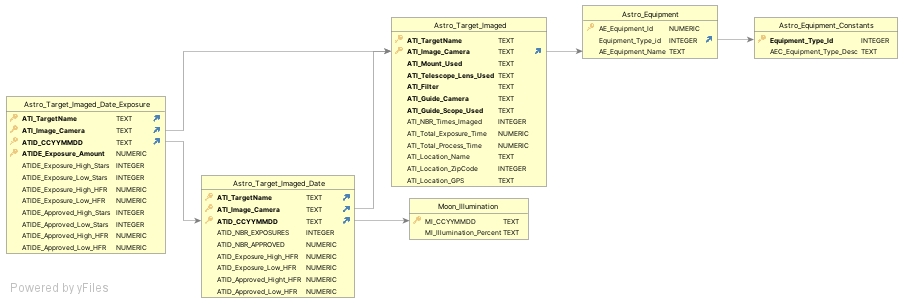 Astro_Target_Imaged
ATI_TargetName TEXT
ATI_Image_Camera TEXT
ATI_Mount_Used TEXT
ATI_Telescope_Lens_Used TEXT
ATI_Filter TEXT
ATI_Guide_Camera TEXT
ATI_Guide_Scope_Used TEXT
ATI_NBR_Times_Imaged INTEGER
ATI_Total_Exposure_Time NUMERIC
ATI_Total_Process_Time NUMERIC
ATI_Location_Name TEXT
ATI_Location_ZipCode INTEGER
ATI_Location_GPS TEXT
Astro_Equipment
AE_Equipment_Id NUMERIC
Equipment_Type_id INTEGER
AE_Equipment_Name TEXT
Astro_Equipment_Constants
Equipment_Type_Id INTEGER
AEC_Equipment_Type_Desc TEXT
Astro_Target_Imaged_Date_Exposure
ATI_TargetName TEXT
ATI_Image_Camera TEXT
ATID_CCYYMMDD TEXT
ATIDE_Exposure_Amount NUMERIC
ATIDE_Exposure_High_Stars INTEGER
ATIDE_Exposure_Low_Stars INTEGER
ATIDE_Exposure_High_HFR NUMERIC
ATIDE_Exposure_Low_HFR NUMERIC
ATIDE_Approved_High_Stars INTEGER
ATIDE_Approved_Low_Stars INTEGER
ATIDE_Approved_High_HFR NUMERIC
ATIDE_Approved_Low_HFR NUMERIC
Astro_Target_Imaged_Date
ATI_TargetName TEXT
ATI_Image_Camera TEXT
ATID_CCYYMMDD TEXT
ATID_NBR_EXPOSURES INTEGER
ATID_NBR_APPROVED NUMERIC
ATID_Exposure_High_HFR NUMERIC
ATID_Exposure_Low_HFR NUMERIC
ATID_Approved_Hight_HFR NUMERIC
ATID_Approved_Low_HFR NUMERIC
Moon_Illumination
MI_CCYYMMDD TEXT
MI_Illumination_Percent TEXT
Powered by yFiles